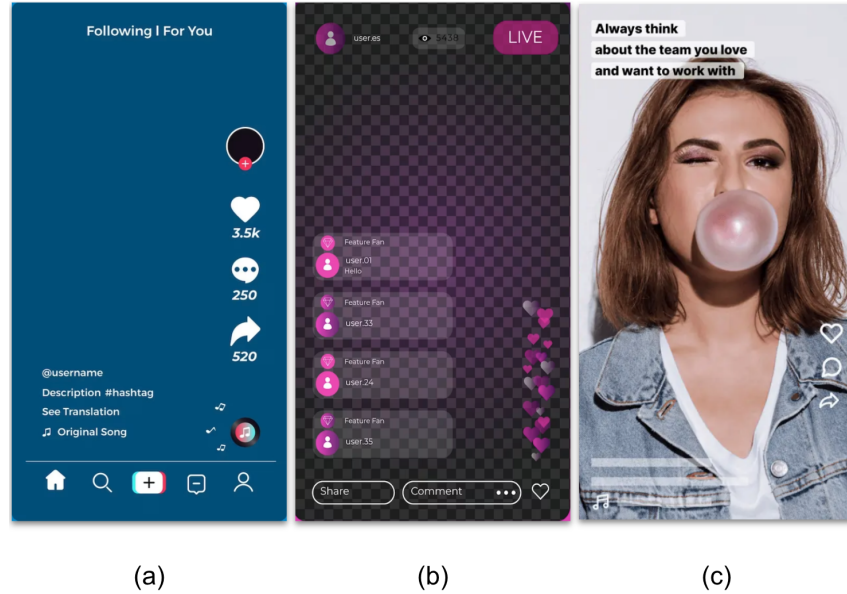 Following l For You
3.5k
250
520
@username
Description #hashtag
See Translation
Original Song
user.es
5438
LIVE
Feature Fan
user.01
Hello
Feature Fan
user.33
Feature Fan
user.24
Feature Fan
user.35
Share
Comment
Always think
about the team you love
and want to work with
(a)
(b)
(c)